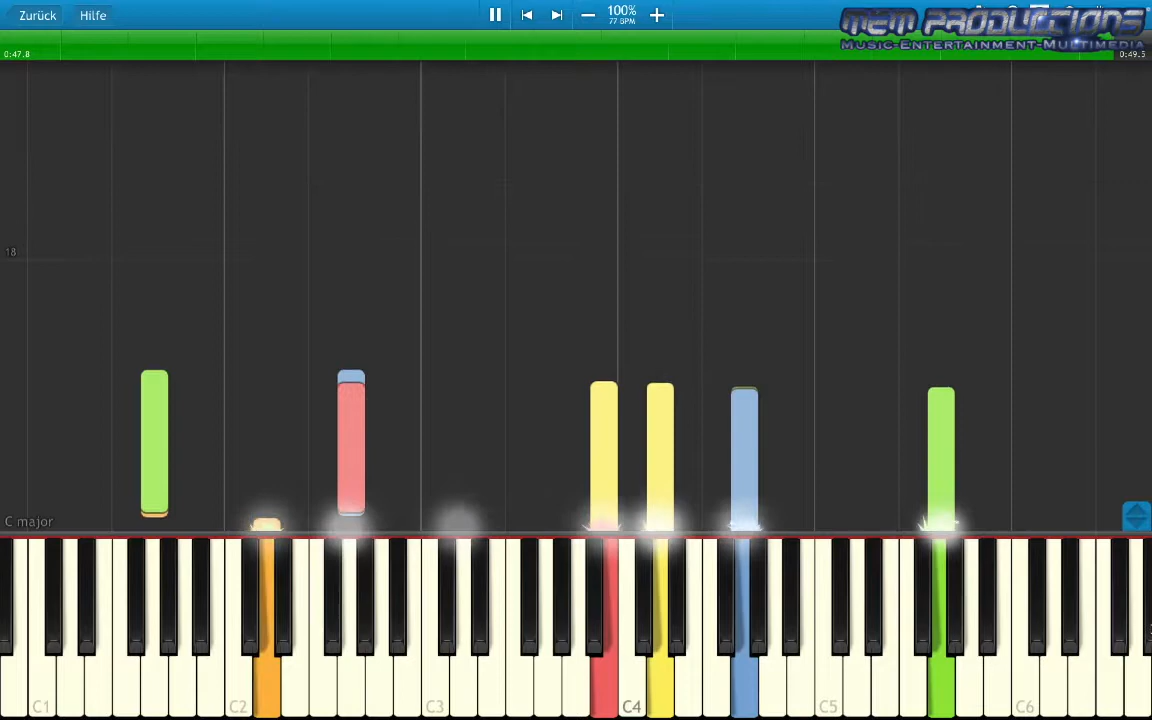 Zurück Hilfe 100%
77 BPM
MEM PRODUCTIONS
MUSIC-ENTERTAINMENT-MULTIMEDIA
0:47.8 0:49.5
18
C major
C1 C2 C3 C4 C5 C6